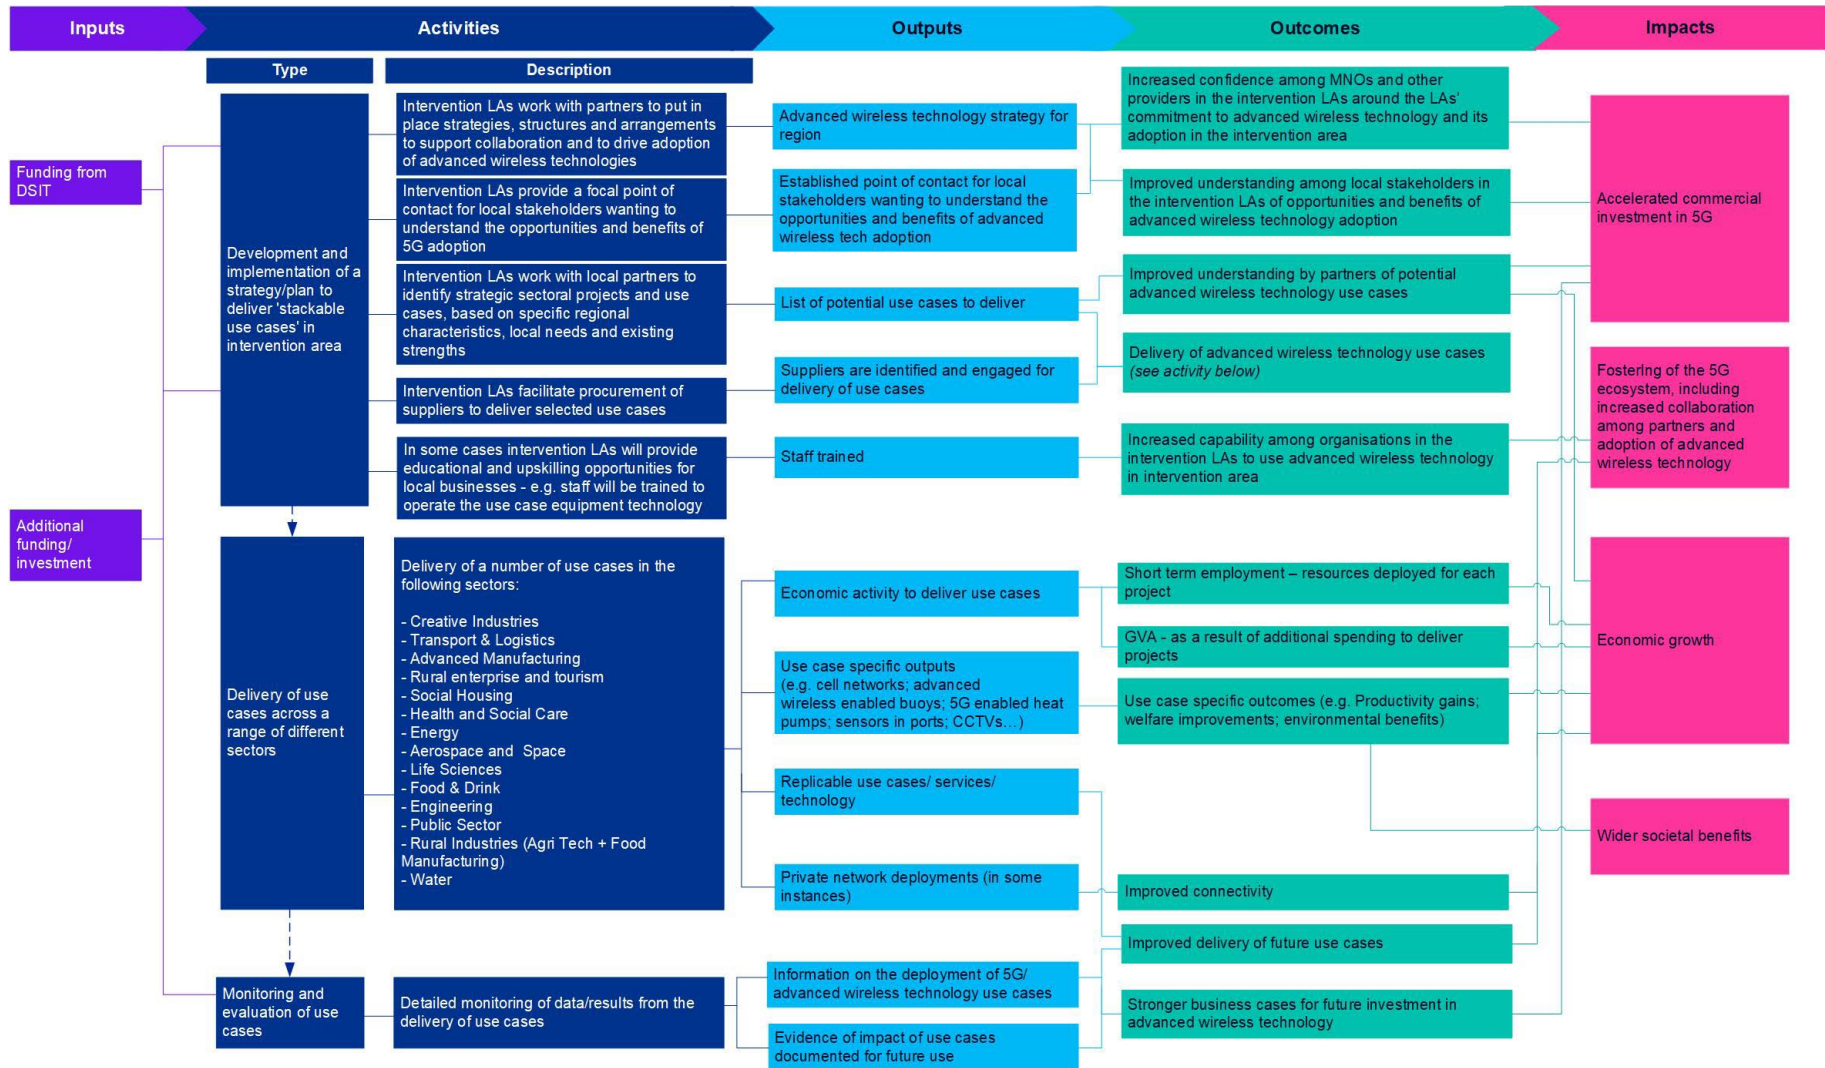 Inputs
Activities
Outputs
Outcomes
Impacts
Type
Description
Funding from
DSIT
Additional
funding/
investment
Development and
implementation of a
strategy/plan to
deliver 'stackable
use cases' in
intervention area
Intervention LAs work with partners to put in
place strategies, structures and arrangements
to support collaboration and to drive adoption
of advanced wireless technologies
Intervention LAs provide a focal point of
contact for local stakeholders wanting to
understand the opportunities and benefits of
5G adoption
Intervention LAs work with local partners to
identify strategic sectoral projects and use
cases, based on specific regional
characteristics, local needs and existing
strengths
Intervention LAs facilitate procurement of
suppliers to deliver selected use cases
In some cases intervention LAs will provide
educational and upskilling opportunities for
local businesses - e.g. staff will be trained to
operate the use case equipment technology
Advanced wireless technology strategy for
region
Established point of contact for local
stakeholders wanting to understand the
opportunities and benefits of advanced
wireless tech adoption
List of potential use cases to deliver
Suppliers are identified and engaged for
delivery of use cases
Staff trained
Increased confidence among MNOs and other
providers in the intervention LAs around the LAs'
commitment to advanced wireless technology and its
adoption in the intervention area
Improved understanding among local stakeholders in
the intervention LAs of opportunities and benefits of
advanced wireless technology adoption
Improved understanding by partners of potential
advanced wireless technology use cases
Delivery of advanced wireless technology use cases
(see activity below)
Increased capability among organisations in the
intervention LAs to use advanced wireless technology
in intervention area
Accelerated commercial
investment in 5G
Fostering of the 5G
ecosystem, including
increased collaboration
among partners and
adoption of advanced
wireless technology
Delivery of use
cases across a
range of different
sectors
Delivery of a number of use cases in the
following sectors:
- Creative Industries
- Transport & Logistics
- Advanced Manufacturing
- Rural enterprise and tourism
- Social Housing
- Health and Social Care
- Energy
- Aerospace and Space
- Life Sciences
- Food & Drink
- Engineering
- Public Sector
- Rural Industries (Agri Tech + Food
Manufacturing)
- Water
Economic activity to deliver use cases
Use case specific outputs
(e.g. cell networks; advanced
wireless enabled buoys; 5G enabled heat
pumps; sensors in ports; CCTVs…)
Replicable use cases/ services/
technology
Private network deployments (in some
instances)
Short term employment – resources deployed for each
project
GVA - as a result of additional spending to deliver
projects
Use case specific outcomes (e.g. Productivity gains;
welfare improvements; environmental benefits)
Improved connectivity
Improved delivery of future use cases
Economic growth
Wider societal benefits
Monitoring and
evaluation of use
cases
Detailed monitoring of data/results from the
delivery of use cases
Information on the deployment of 5G/
advanced wireless technology use cases
Evidence of impact of use cases
documented for future use
Stronger business cases for future investment in
advanced wireless technology